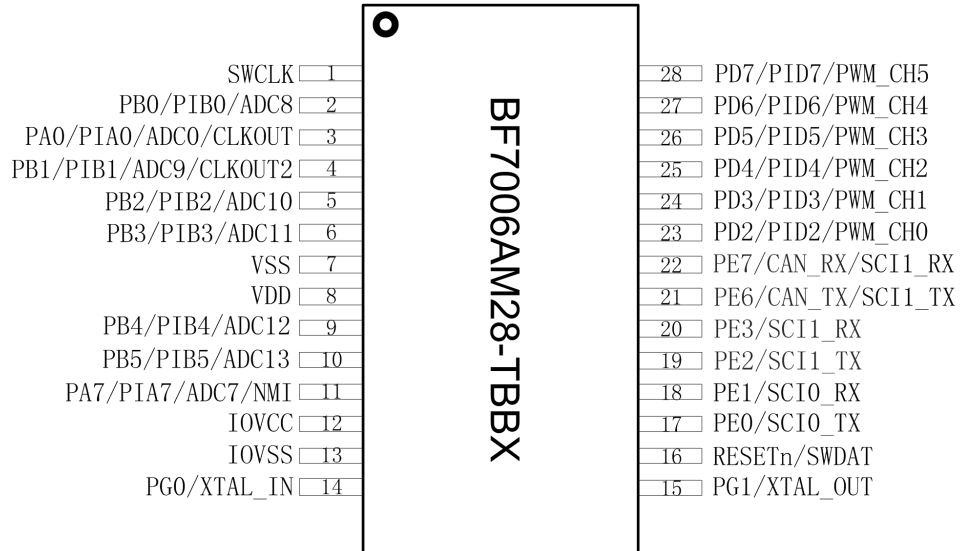 SWCLK 1
PB0/PIB0/ADC8 2
PA0/PIA0/ADC0/CLKOUT 3
PB1/PIB1/ADC9/CLKOUT2 4
PB2/PIB2/ADC10 5
PB3/PIB3/ADC11 6
VSS 7
VDD 8
PB4/PIB4/ADC12 9
PB5/PIB5/ADC13 10
PA7/PIA7/ADC7/NMI 11
IOVCC 12
IOVSS 13
PG0/XTAL_IN 14
BF7006AM28-TBBX
28 PD7/PID7/PWM_CH5
27 PD6/PID6/PWM_CH4
26 PD5/PID5/PWM_CH3
25 PD4/PID4/PWM_CH2
24 PD3/PID3/PWM_CH1
23 PD2/PID2/PWM_CH0
22 PE7/CAN_RX/SCI1_RX
21 PE6/CAN_TX/SCI1_TX
20 PE3/SCI1_RX
19 PE2/SCI1_TX
18 PE1/SCI0_RX
17 PE0/SCI0_TX
16 RESETn/SWDAT
15 PG1/XTAL_OUT